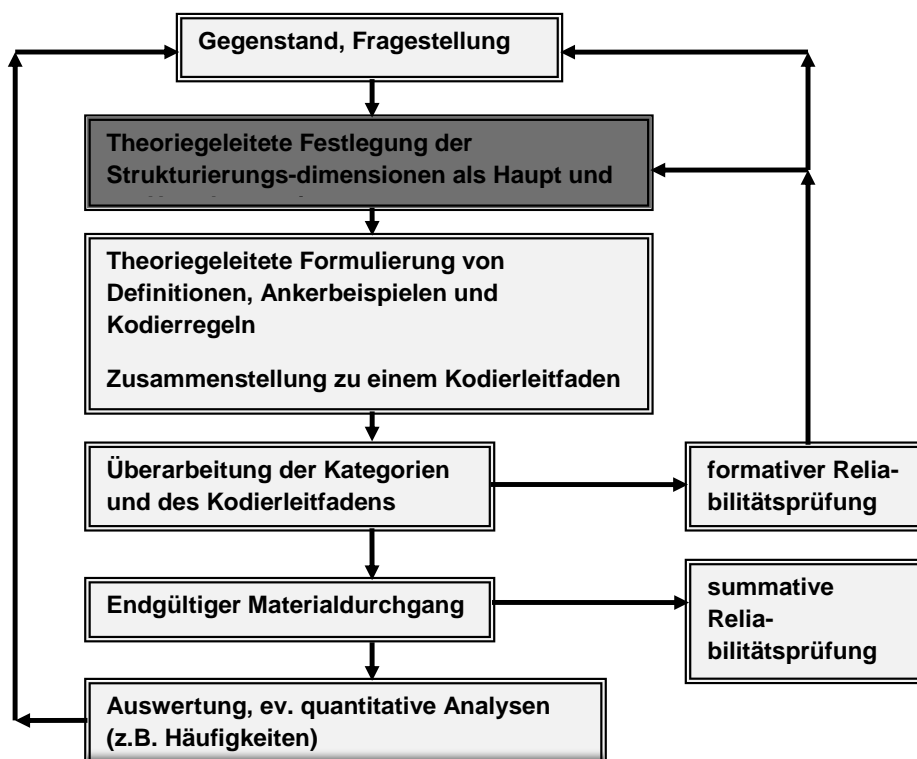 Gegenstand, Fragestellung
Theoriegeleitete Festlegung der
Strukturierungs-dimensionen als Haupt und
Theoriegeleitete Formulierung von
Definitionen, Ankerbeispielen und
Kodierregeln
Zusammenstellung zu einem Kodierleitfaden
Überarbeitung der Kategorien
und des Kodierleitfadens
formativer Relia-
bilitätsprüfung
Endgültiger Materialdurchgang
summative
Relia-
bilitätsprüfung
Auswertung, ev. quantitative Analysen
(z.B. Häufigkeiten)